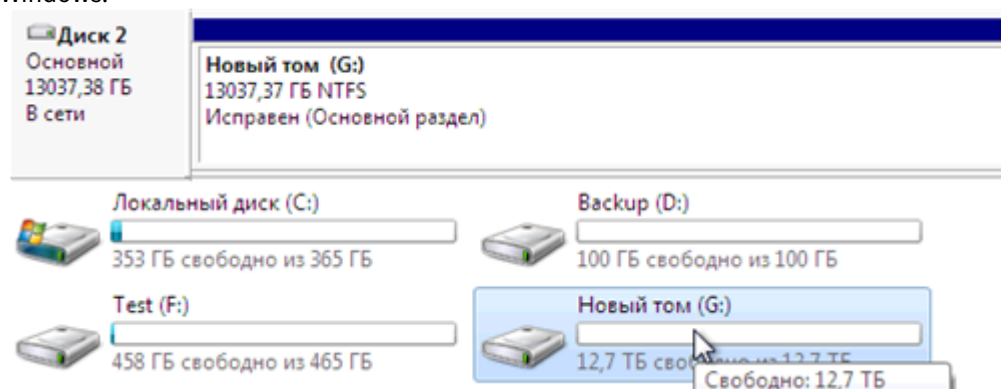 Диск 2
Основной
13037,38 ГБ
В сети
Новый том (G:)
13037,37 ГБ NTFS
Исправен (Основной раздел)
Локальный диск (C:)
353 ГБ свободно из 365 ГБ
Backup (D:)
100 ГБ свободно из 100 ГБ
Test (F:)
458 ГБ свободно из 465 ГБ
Новый том (G:)
12,7 ТБ
Свободно: 12,7 ТБ